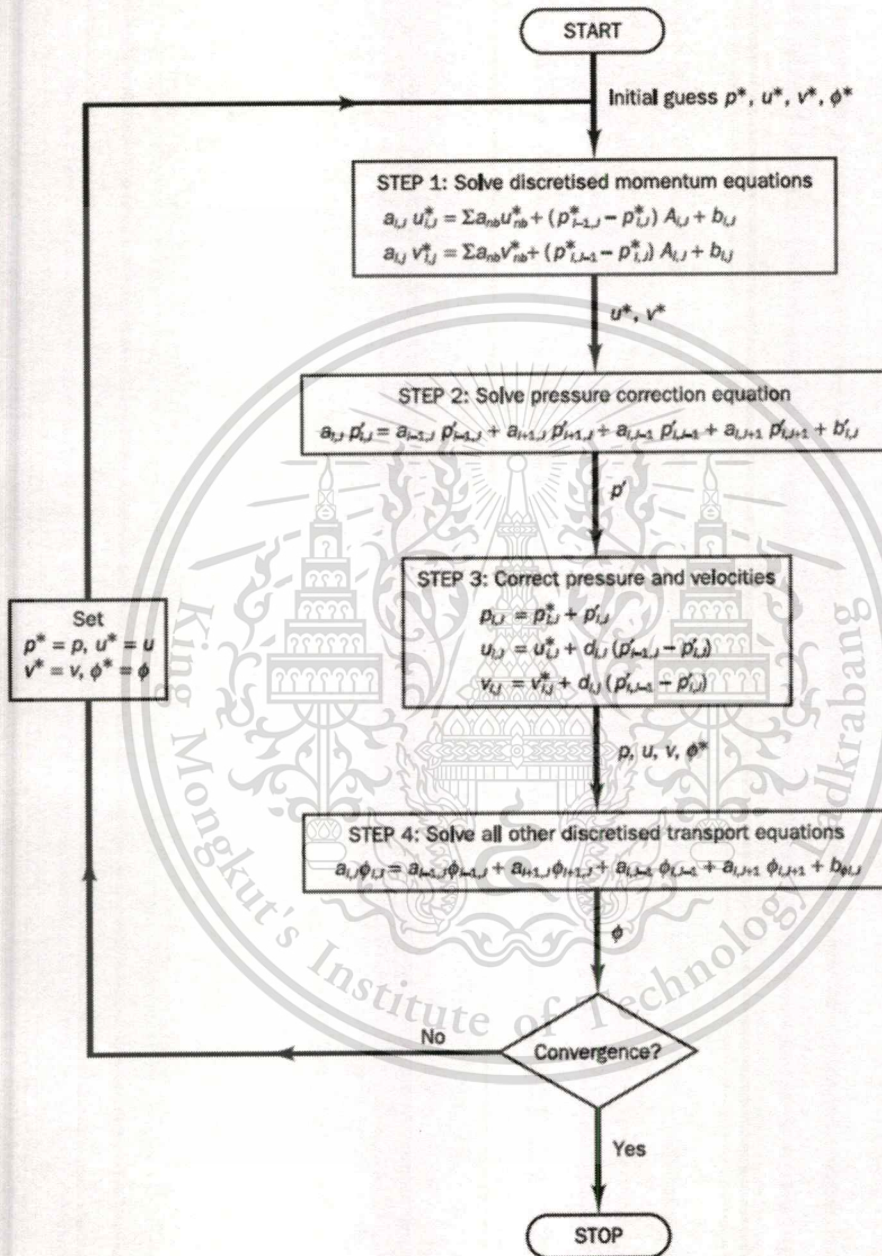 START
Initial guess p*, u*, v*, ϕ*
STEP 1: Solve discretised momentum equations
a_{i,J} u*_{i,J} = Σa_{nb}u*_{nb} + (p*_{I-1,J} - p*_{I,J}) A_{i,J} + b_{i,J}
a_{I,j} v*_{I,j} = Σa_{nb}v*_{nb} + (p*_{I,J-1} - p*_{I,J}) A_{I,j} + b_{I,j}
u*, v*
STEP 2: Solve pressure correction equation
a_{I,J} p'_{I,J} = a_{I-1,J} p'_{I-1,J} + a_{I+1,J} p'_{I+1,J} + a_{I,J-1} p'_{I,J-1} + a_{I,J+1} p'_{I,J+1} + b'_{I,J}
p'
STEP 3: Correct pressure and velocities
p_{I,J} = p*_{I,J} + p'_{I,J}
u_{i,J} = u*_{i,J} + d_{i,J} (p'_{I-1,J} - p'_{I,J})
v_{I,j} = v*_{I,j} + d_{I,j} (p'_{I,J-1} - p'_{I,J})
Set
p* = p, u* = u
v* = v, ϕ* = ϕ
p, u, v, ϕ*
STEP 4: Solve all other discretised transport equations
a_{I,J}ϕ_{I,J} = a_{I-1,J}ϕ_{I-1,J} + a_{I+1,J}ϕ_{I+1,J} + a_{I,J-1} ϕ_{I,J-1} + a_{I,J+1} ϕ_{I,J+1} + b_{ϕI,J}
ϕ
No
Convergence?
Yes
STOP
King Mongkut's Institute of Technology Ladkrabang